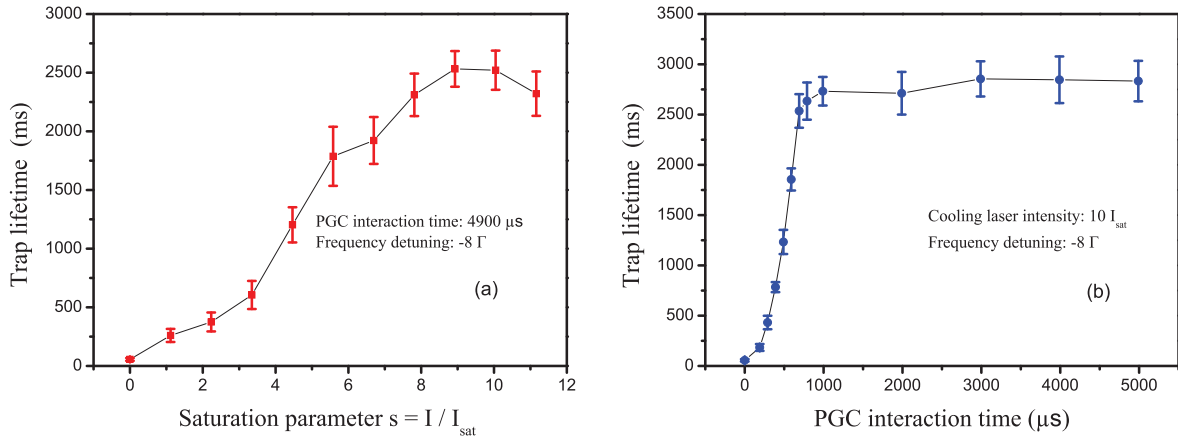 3000
2500
2000
1500
1000
500
0
Trap lifetime (ms)
PGC interaction time: 4900 μs
Frequency detuning: -8 Γ
(a)
0 2 4 6 8 10 12
Saturation parameter s = I / I_sat
3500
3000
2500
2000
1500
1000
500
0
Trap lifetime (ms)
Cooling laser intensity: 10 I_sat
Frequency detuning: -8 Γ
(b)
0 1000 2000 3000 4000 5000
PGC interaction time (μs)